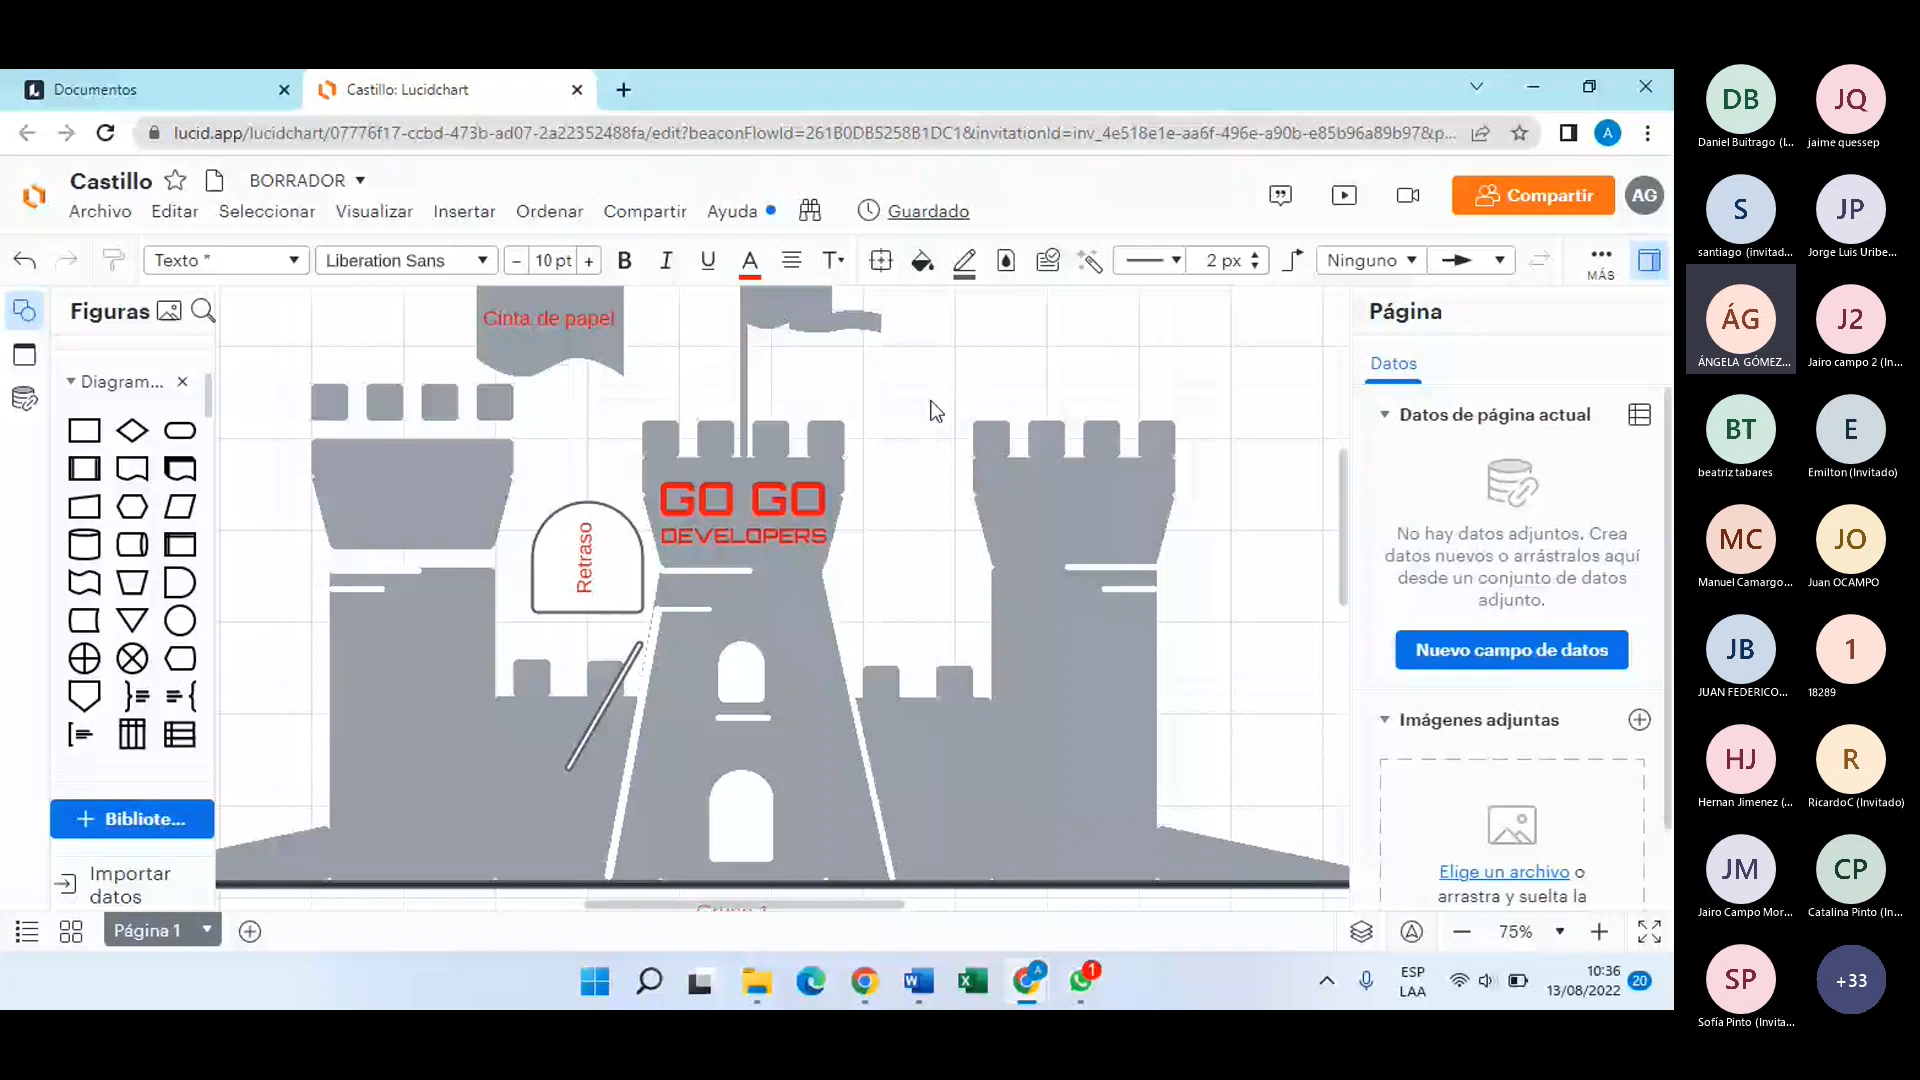 Documentos
Castillo: Lucidchart
lucid.app/lucidchart/07776f17-ccbd-473b-ad07-2a22352488fa/edit?beaconFlowId=261B0DB5258B1DC1&invitationId=inv_4e518e1e-aa6f-496e-a90b-e85b96a89b97&p...
A
Castillo
BORRADOR
Archivo
Editar
Seleccionar
Visualizar
Insertar
Ordenar
Compartir
Ayuda
Guardado
Compartir
AG
Texto *
Liberation Sans
10 pt
B
I
U
A
T
2 px
Ninguno
MÁS
Figuras
Diagram...
Bibliote...
Importar
datos
Cinta de papel
GO GO
DEVELOPERS
Retraso
Página
Datos
Datos de página actual
No hay datos adjuntos. Crea
datos nuevos o arrástralos aquí
desde un conjunto de datos
adjunto.
Nuevo campo de datos
Imágenes adjuntas
Elige un archivo o
arrastra y suelta la
Página 1
75%
A
1
ESP
LAA
10:36
13/08/2022
20
DB
Daniel Buitrago (I...
JQ
jaime quessep
S
santiago (invitad...
JP
Jorge Luis Uribe...
ÁG
ÁNGELA GÓMEZ...
J2
Jairo campo 2 (In...
BT
beatriz tabares
E
Emilton (Invitado)
MC
Manuel Camargo...
JO
Juan OCAMPO
JB
JUAN FEDERICO...
1
18289
HJ
Hernan Jimenez (...
R
RicardoC (Invitado)
JM
Jairo Campo Mor...
CP
Catalina Pinto (In...
SP
Sofía Pinto (Invita...
+33